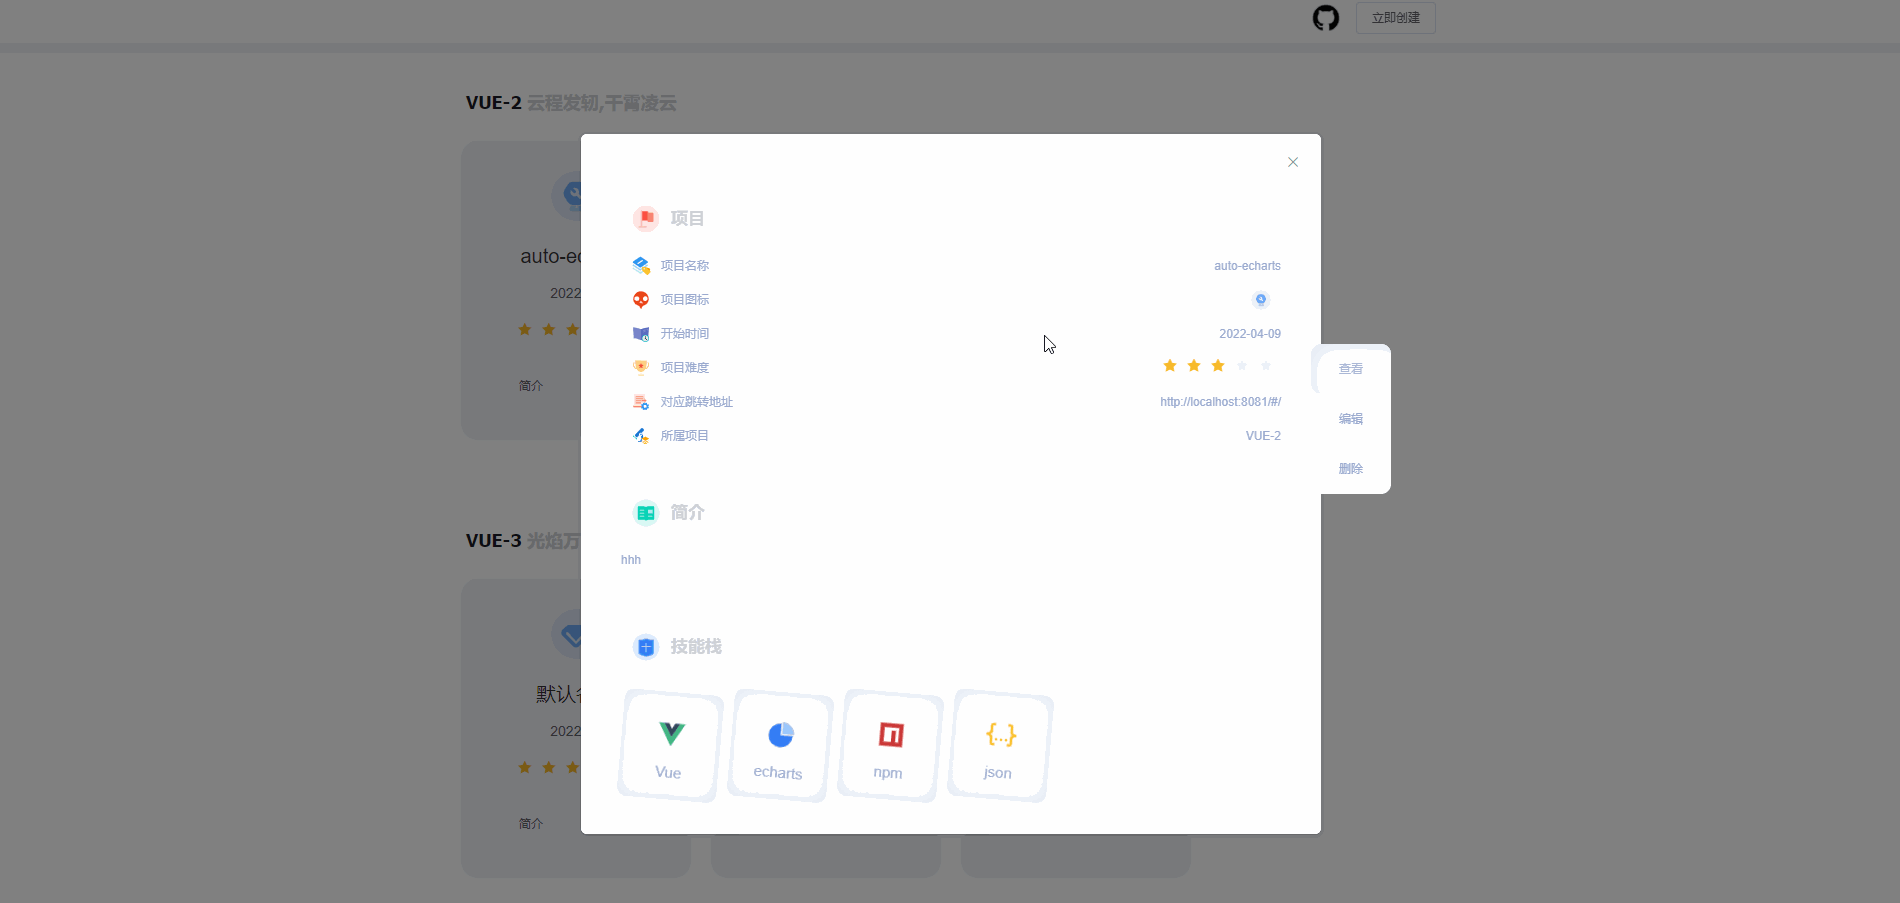 立即创建
VUE-2 云程发轫,干霄凌云
auto-ec
2022
简介
项目
项目名称 auto-echarts
项目图标
开始时间 2022-04-09
项目难度
对应跳转地址 http://localhost:8081/#/
所属项目 VUE-2
查看
编辑
删除
简介
hhh
技能栈
Vue
echarts
npm
json
VUE-3 光焰万
默认
2022
简介